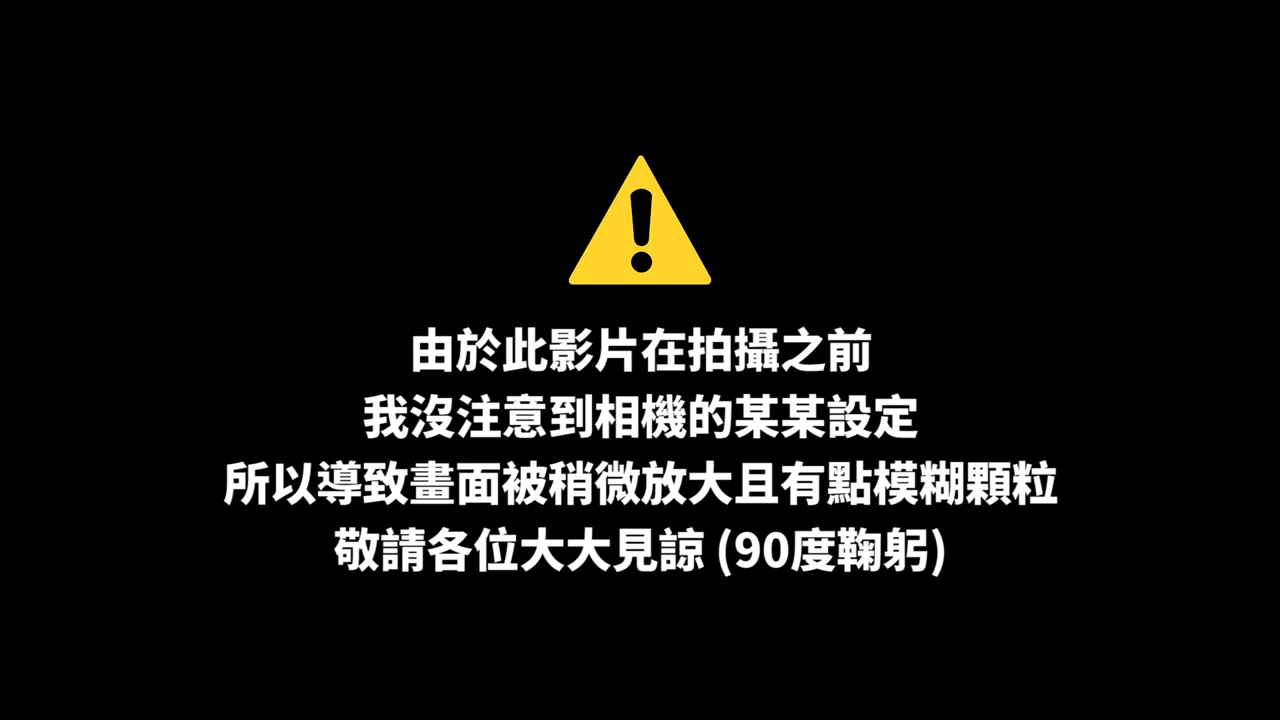 由於此影片在拍攝之前
我沒注意到相機的某某設定
所以導致畫面被稍微放大且有點模糊顆粒
敬請各位大大見諒 (90度鞠躬)